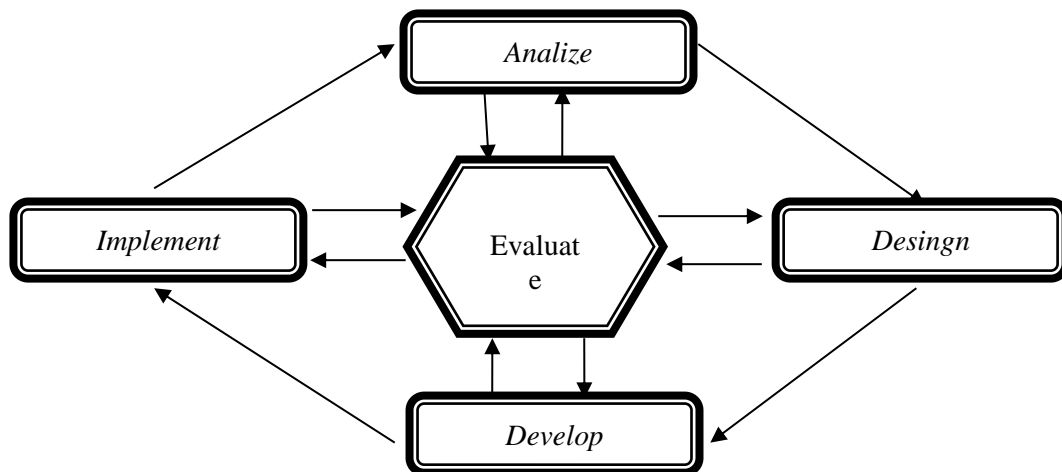 Analize
Implement
Evaluat
e
Desingn
Develop